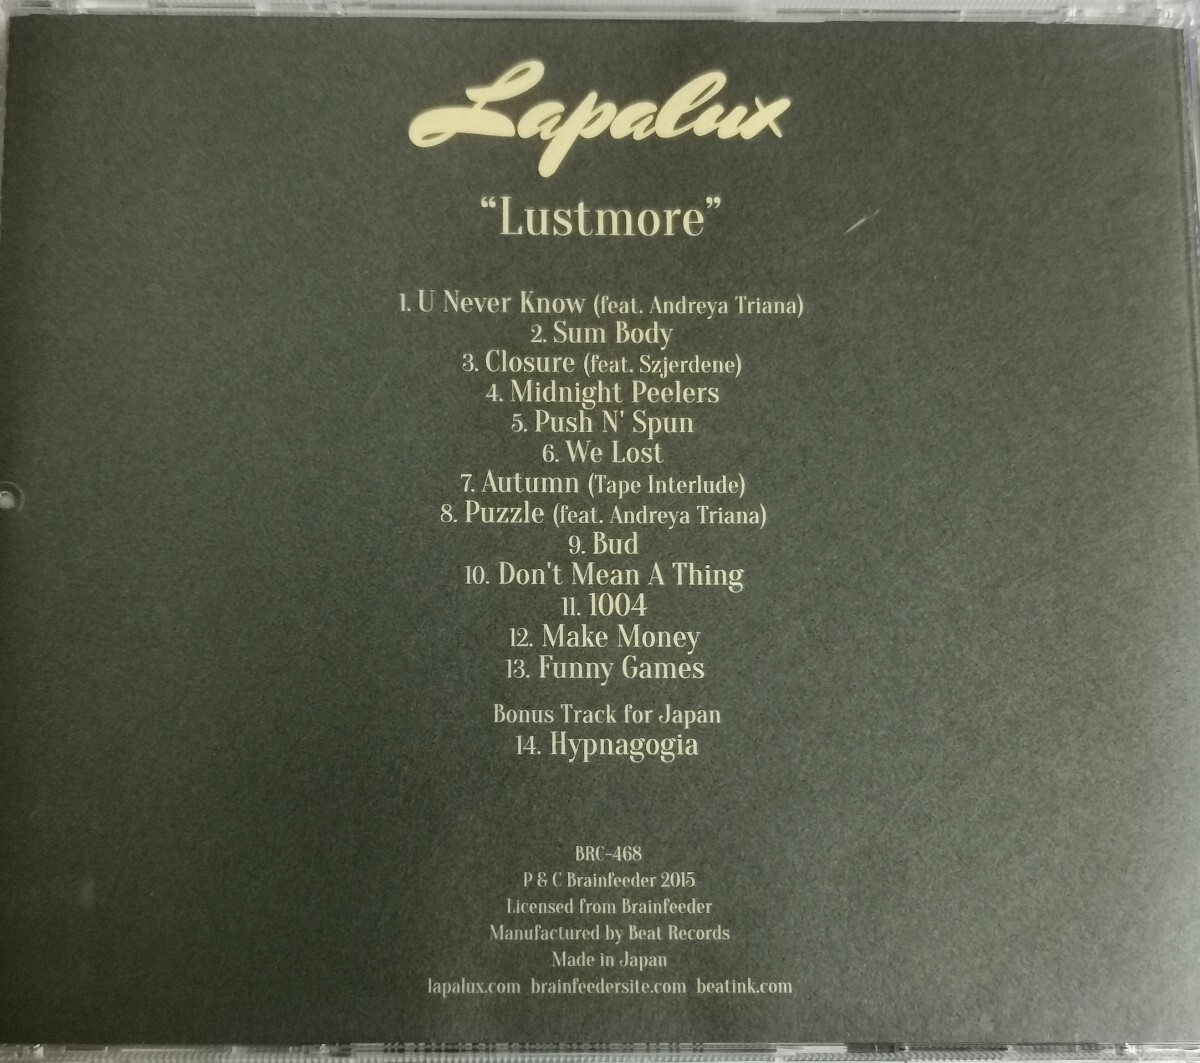 Lapalux
“Lustmore”
1. U Never Know (feat. Andreya Triana)
2. Sum Body
3. Closure (feat. Szjerdene)
4. Midnight Peelers
5. Push N' Spun
6. We Lost
7. Autumn (Tape Interlude)
8. Puzzle (feat. Andreya Triana)
9. Bud
10. Don't Mean A Thing
11. 1004
12. Make Money
13. Funny Games
Bonus Track for Japan
14. Hypnagogia
BRC-468
P & C Brainfeeder 2015
Licensed from Brainfeeder
Manufactured by Beat Records
Made in Japan
lapalux.com brainfeedersite.com beatink.com